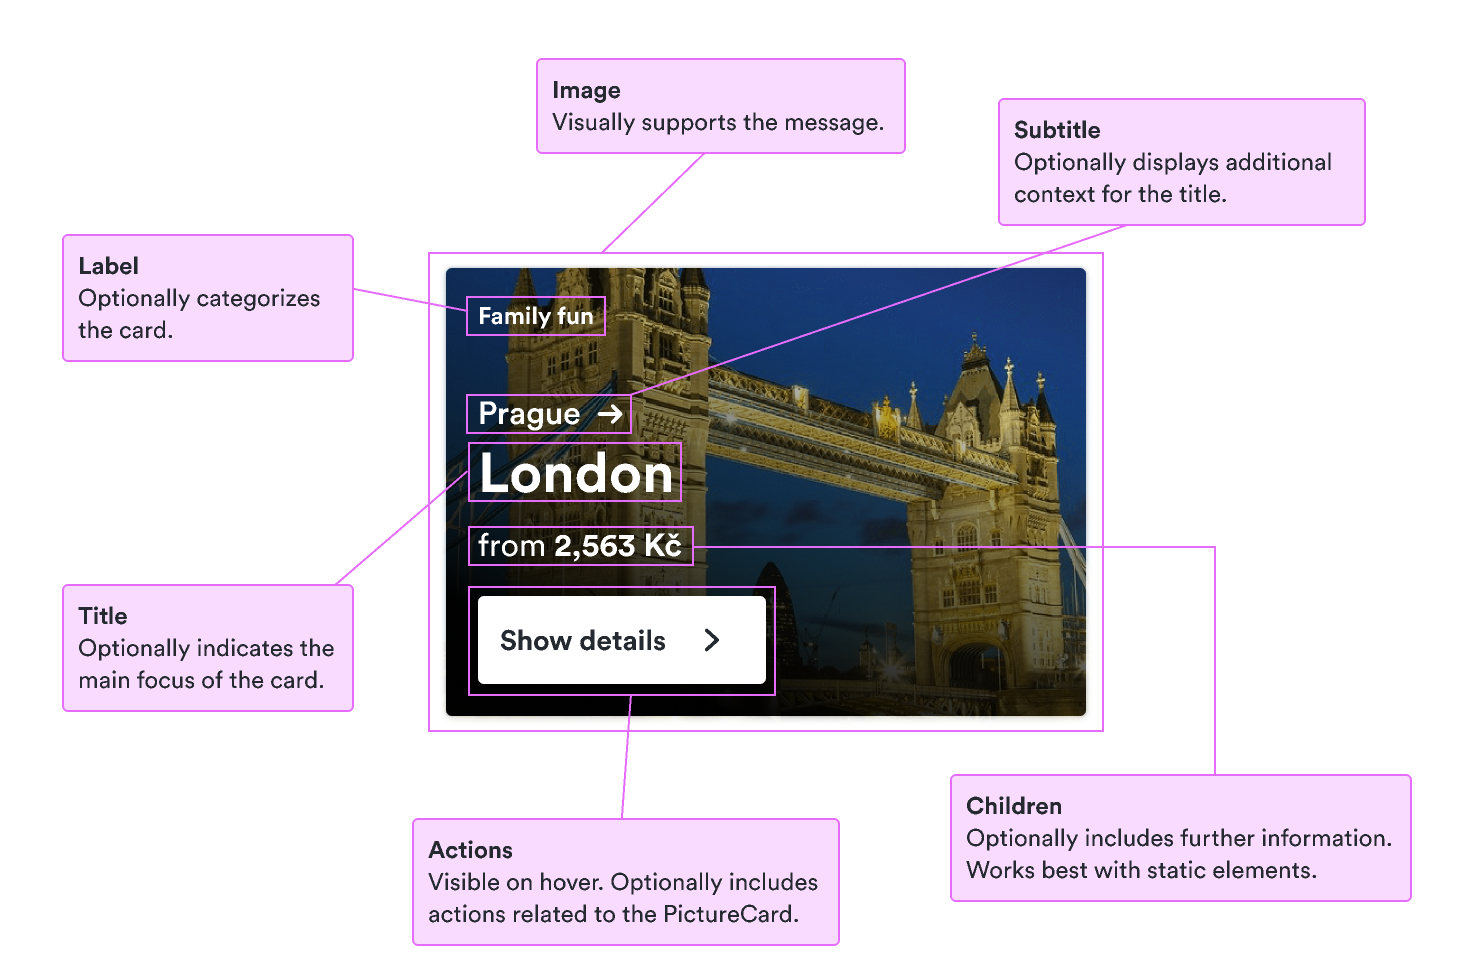 Image
Visually supports the message.
Subtitle
Optionally displays additional
context for the title.
Label
Optionally categorizes
the card.
Family fun
Prague →
London
from 2,563 Kč
Show details
Title
Optionally indicates the
main focus of the card.
Children
Optionally includes further information.
Works best with static elements.
Actions
Visible on hover. Optionally includes
actions related to the PictureCard.